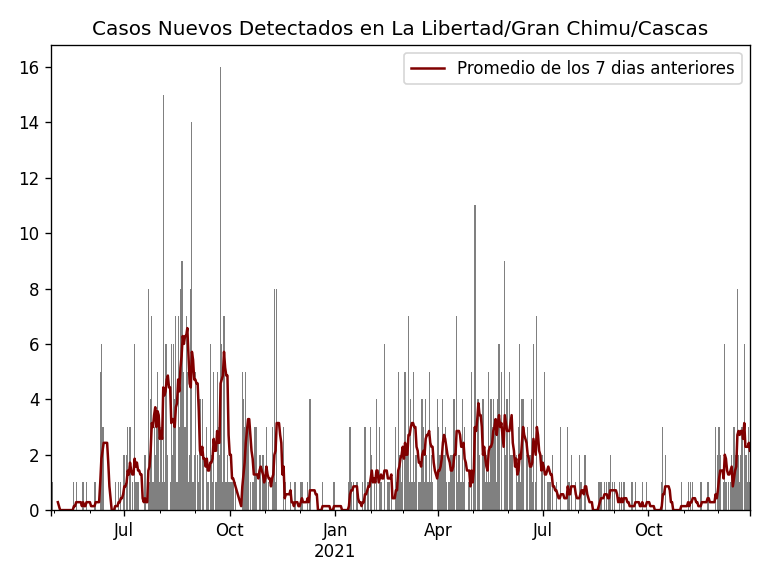 Casos Nuevos Detectados en La Libertad/Gran Chimu/Cascas
Promedio de los 7 dias anteriores
16
14
12
10
8
6
4
2
0
Jul
Oct
Jan
2021
Apr
Jul
Oct